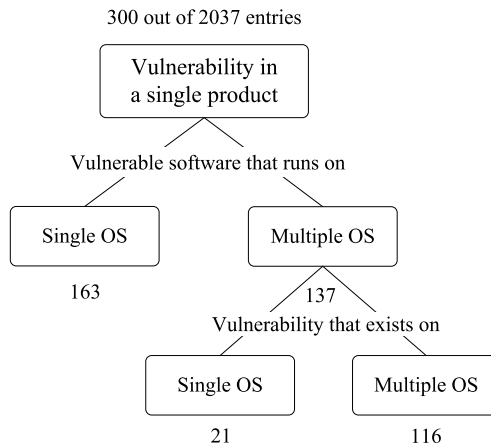 300 out of 2037 entries
Vulnerability in
a single product
Vulnerable software that runs on
Single OS
Multiple OS
163
137
Vulnerability that exists on
Single OS
Multiple OS
21
116